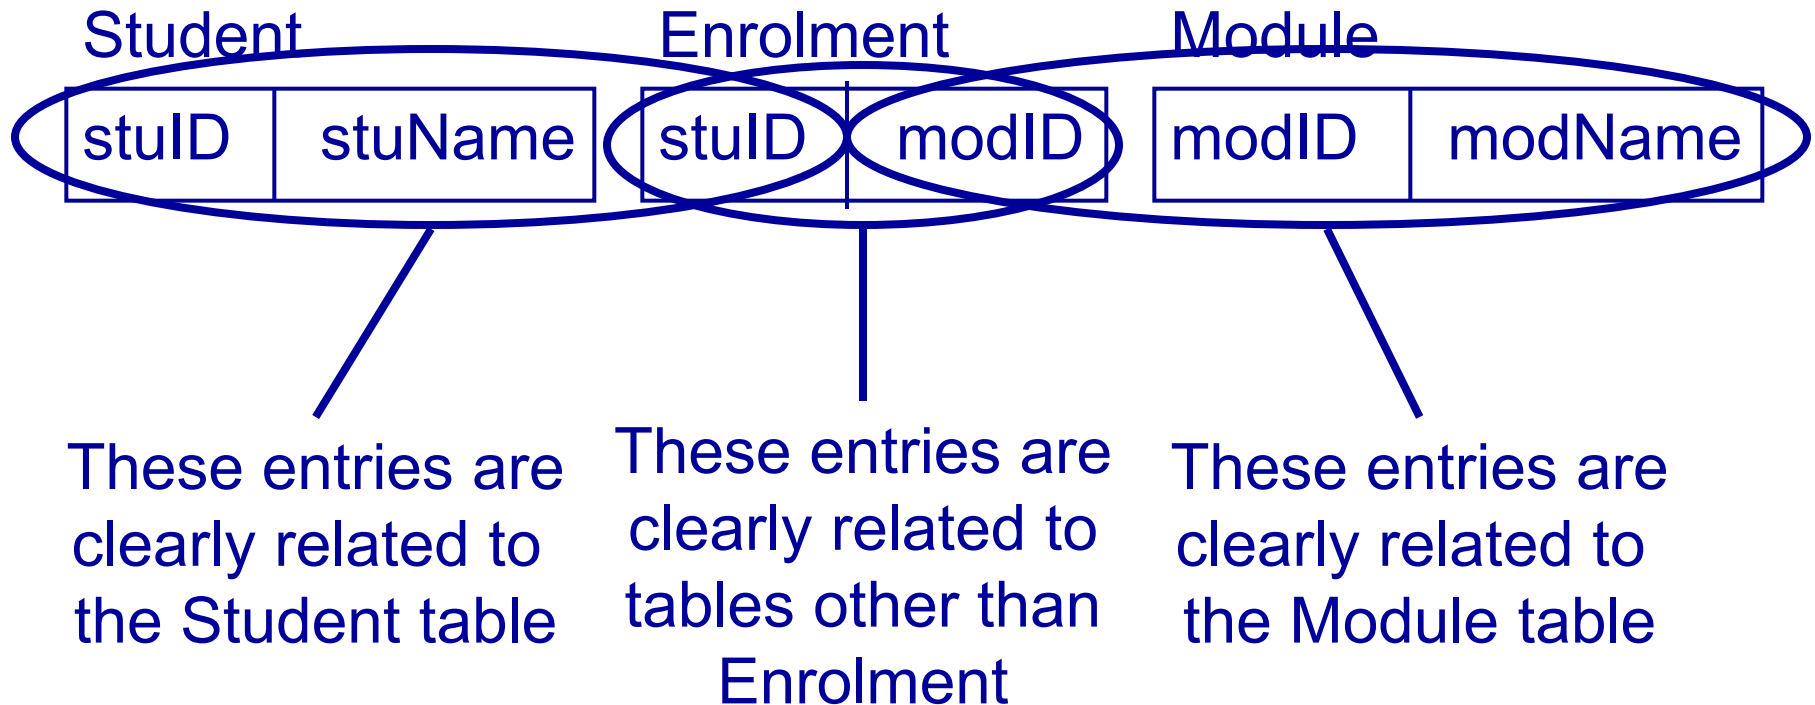 Student Enrolment Module
stuID stuName stuID modID modID modName
These entries are
clearly related to
the Student table
These entries are
clearly related to
tables other than
Enrolment
These entries are
clearly related to
the Module table